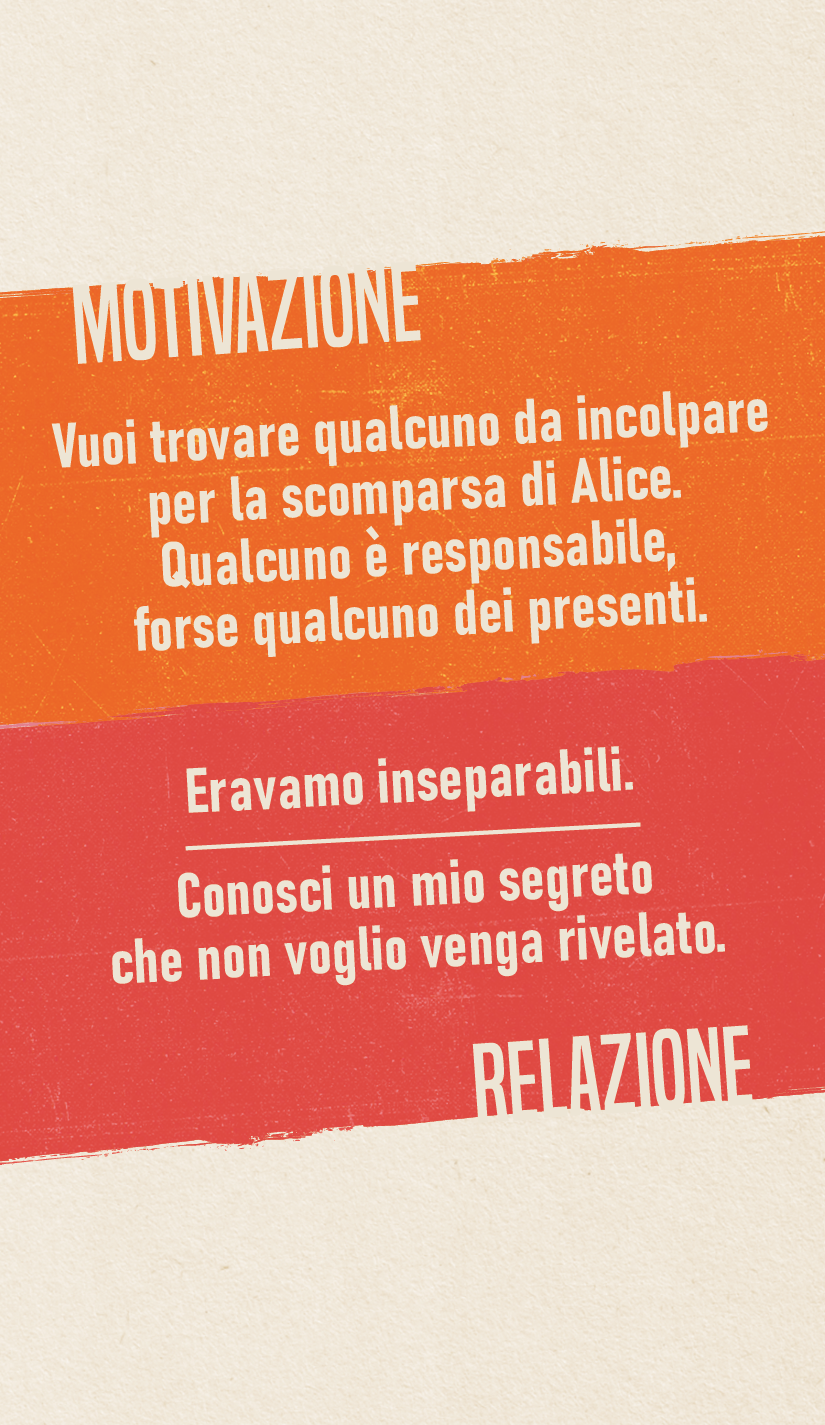 MOTIVAZIONE
Vuoi trovare qualcuno da incolpare
per la scomparsa di Alice.
Qualcuno è responsabile,
forse qualcuno dei presenti.
Eravamo inseparabili.
Conosci un mio segreto
che non voglio venga rivelato.
RELAZIONE